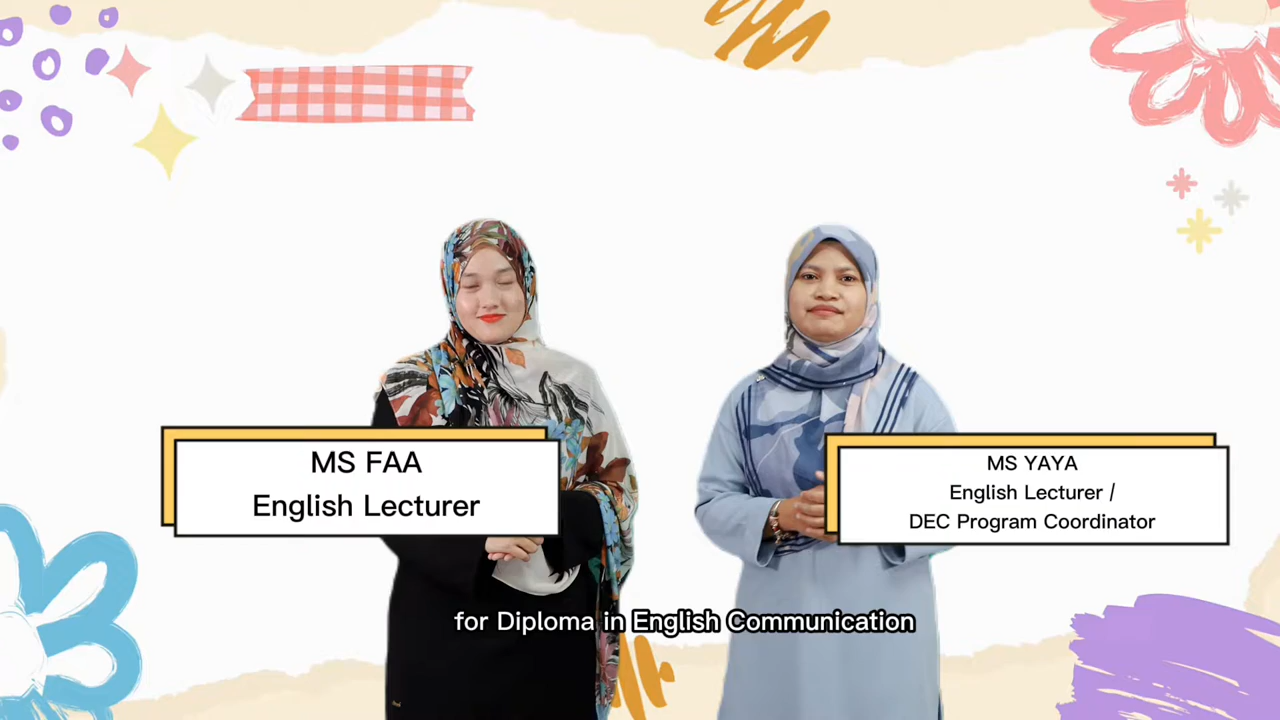 MS FAA
English Lecturer
MS YAYA
English Lecturer /
DEC Program Coordinator
for Diploma in English Communication